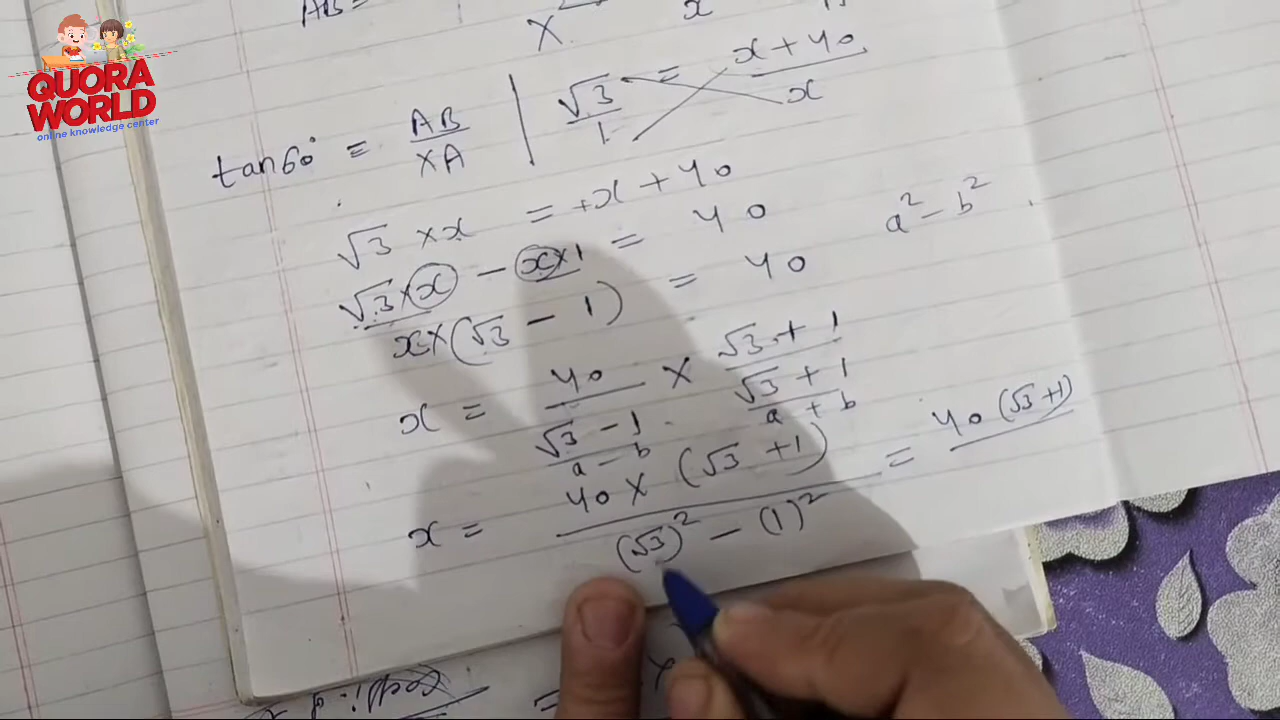 QUORA
WORLD
online knowledge center
AB =
X
x
tan60° = AB/XA | √3/1 = x + 40/x
√3 × x = +x + 40
√3 × x − x × 1 = 40
a² − b²
x × (√3 − 1) = 40
x = 40/√3 − 1 × √3 + 1/√3 + 1
a − b
a + b
x = 40 × (√3 + 1)/(√3)² − (1)² = 40 (√3 + 1)
=
×